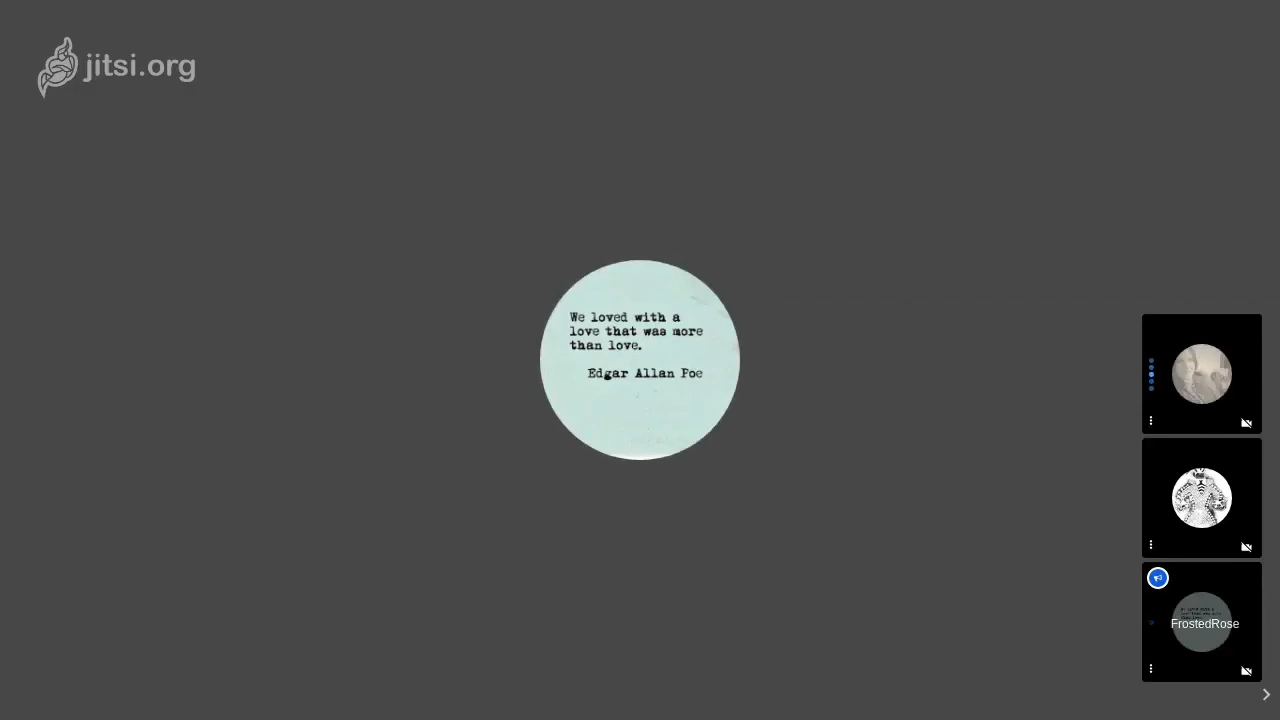 jitsi.org
We loved with a
love that was more
than love.
Edgar Allan Poe
FrostedRose